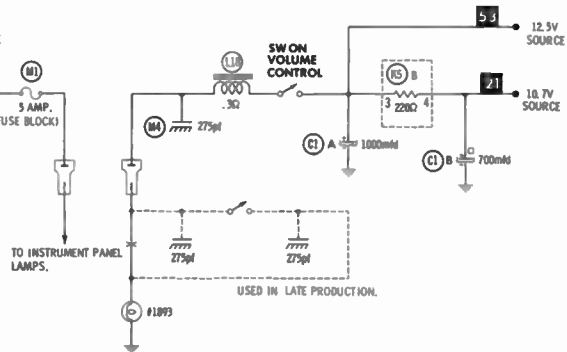 53
12.5V
SOURCE
SW ON
VOLUME
CONTROL
L18
.3Ω
M1
5 AMP.
FUSE BLOCK)
R5 B
3 220Ω 4
21
10.7V
SOURCE
M4 275pf
C1 A 1000mfd
C1 B 700mfd
275pf
275pf
TO INSTRUMENT PANEL
LAMPS.
USED IN LATE PRODUCTION.
#1893